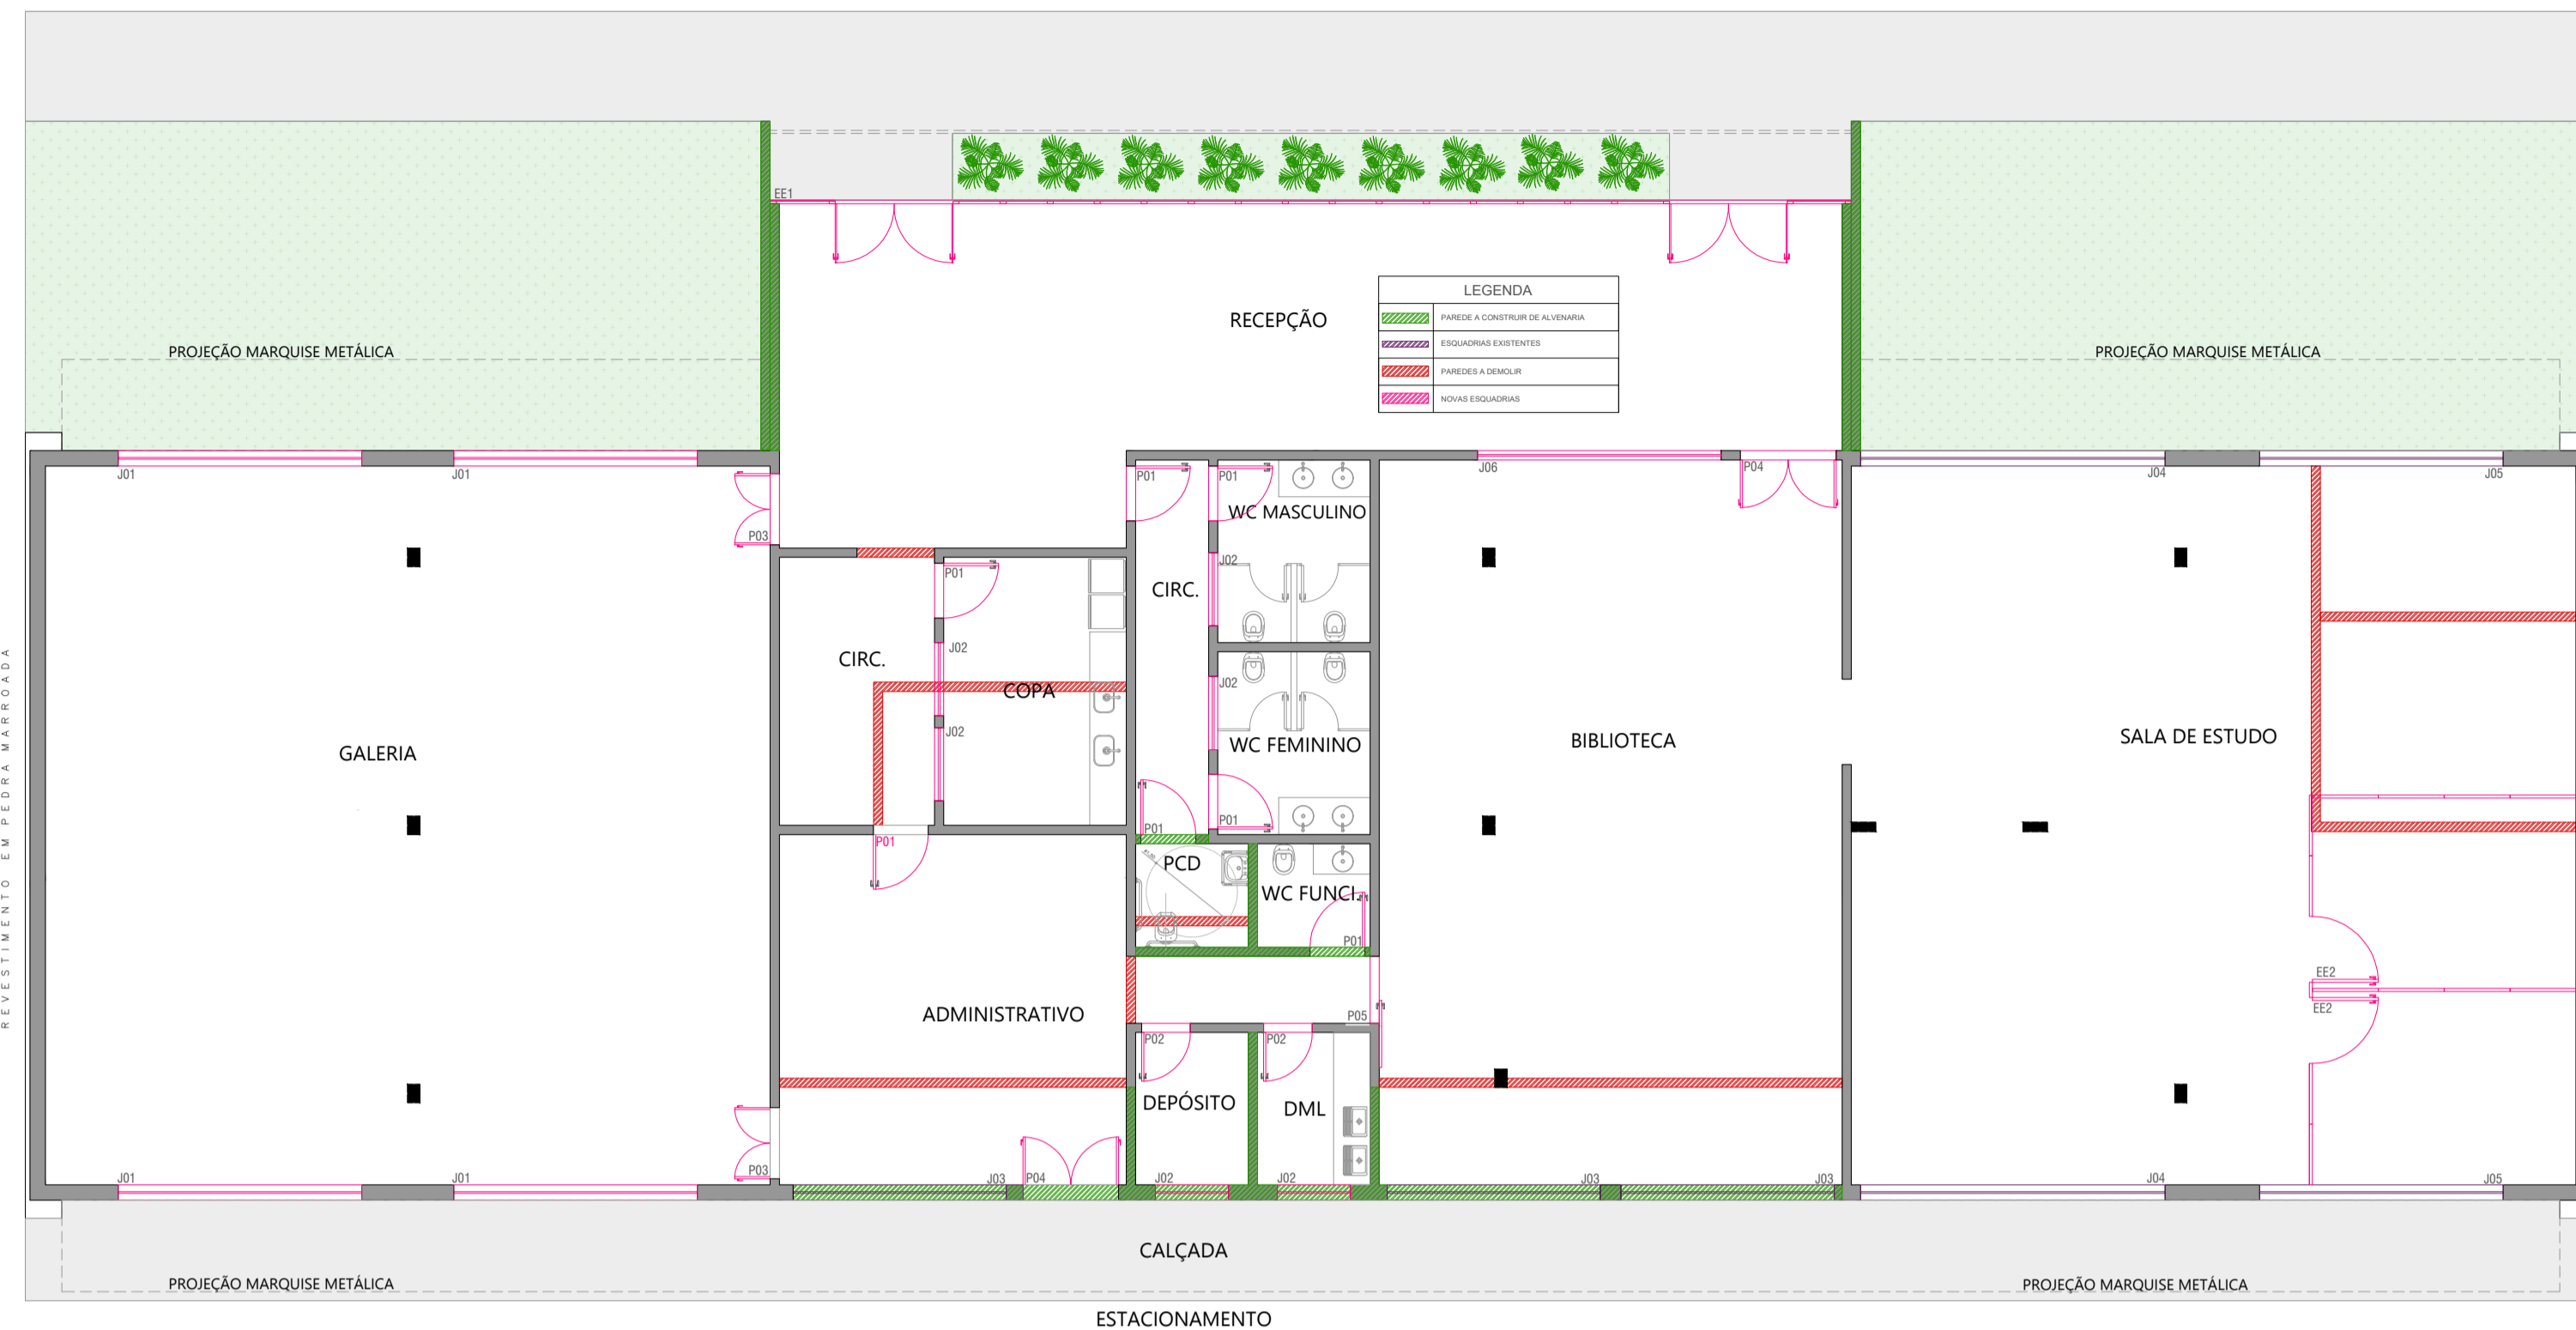 EE1
RECEPÇÃO
LEGENDA
PAREDE A CONSTRUIR DE ALVENARIA
ESQUADRIAS EXISTENTES
PAREDES A DEMOLIR
NOVAS ESQUADRIAS
PROJEÇÃO MARQUISE METÁLICA
PROJEÇÃO MARQUISE METÁLICA
J01
J01
P01
P01
J06
P04
J04
J05
WC MASCULINO
P03
J02
P01
CIRC.
J02
CIRC.
COPA
J02
J02
WC FEMININO
GALERIA
BIBLIOTECA
SALA DE ESTUDO
REVESTIMENTO EM PEDRA MARROADA
P01
P01
P01
PCD
WC FUNCI.
P01
EE2
EE2
ADMINISTRATIVO
P05
P02
P02
DEPÓSITO
DML
J01
J01
P03
J03
P04
J02
J02
J03
J03
J04
J05
CALÇADA
PROJEÇÃO MARQUISE METÁLICA
PROJEÇÃO MARQUISE METÁLICA
ESTACIONAMENTO